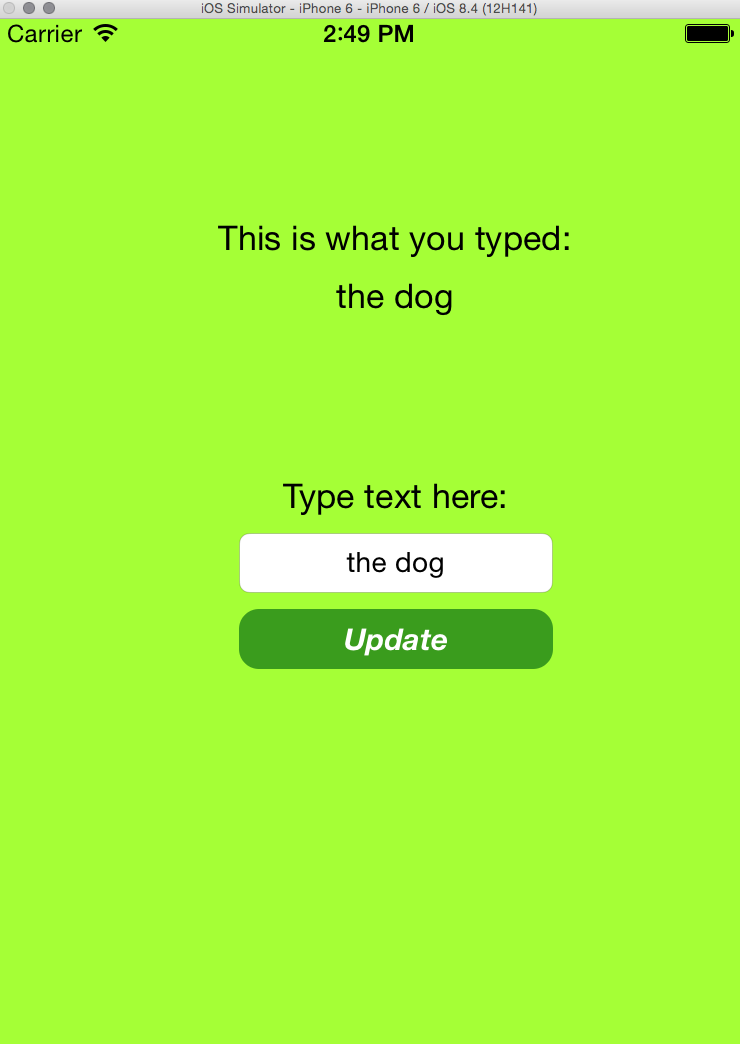 iOS Simulator - iPhone 6 - iPhone 6 / iOS 8.4 (12H141)
Carrier 2:49 PM
This is what you typed:
the dog
Type text here:
the dog
Update